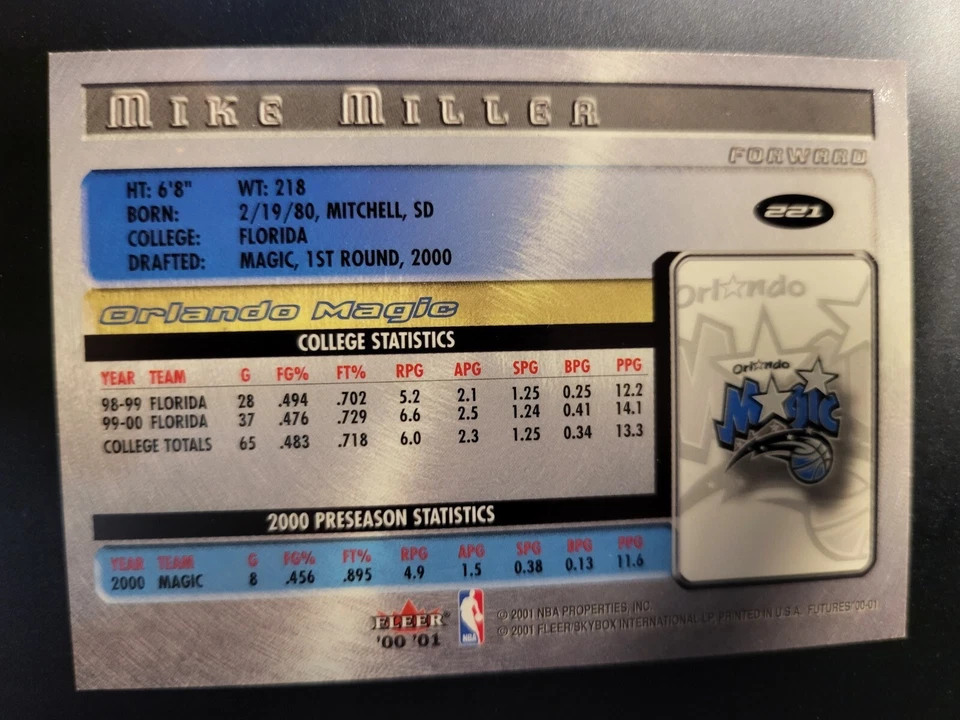 MIKE MILLER
FORWARD
HT: 6'8" WT: 218
BORN: 2/19/80, MITCHELL, SD
COLLEGE: FLORIDA
DRAFTED: MAGIC, 1ST ROUND, 2000
221
Orlando Magic
COLLEGE STATISTICS
YEAR TEAM G FG% FT% RPG APG SPG BPG PPG
98-99 FLORIDA 28 .494 .702 5.2 2.1 1.25 0.25 12.2
99-00 FLORIDA 37 .476 .729 6.6 2.5 1.24 0.41 14.1
COLLEGE TOTALS 65 .483 .718 6.0 2.3 1.25 0.34 13.3
Orlando
Orlando
Magic
2000 PRESEASON STATISTICS
YEAR TEAM G FG% FT% RPG APG SPG BPG PPG
2000 MAGIC 8 .456 .895 4.9 1.5 0.38 0.13 11.6
FLEER
'00 '01
NBA
© 2001 NBA PROPERTIES, INC.
© 2001 FLEER/SKYBOX INTERNATIONAL LP. PRINTED IN U.S.A. FUTURES '00-01